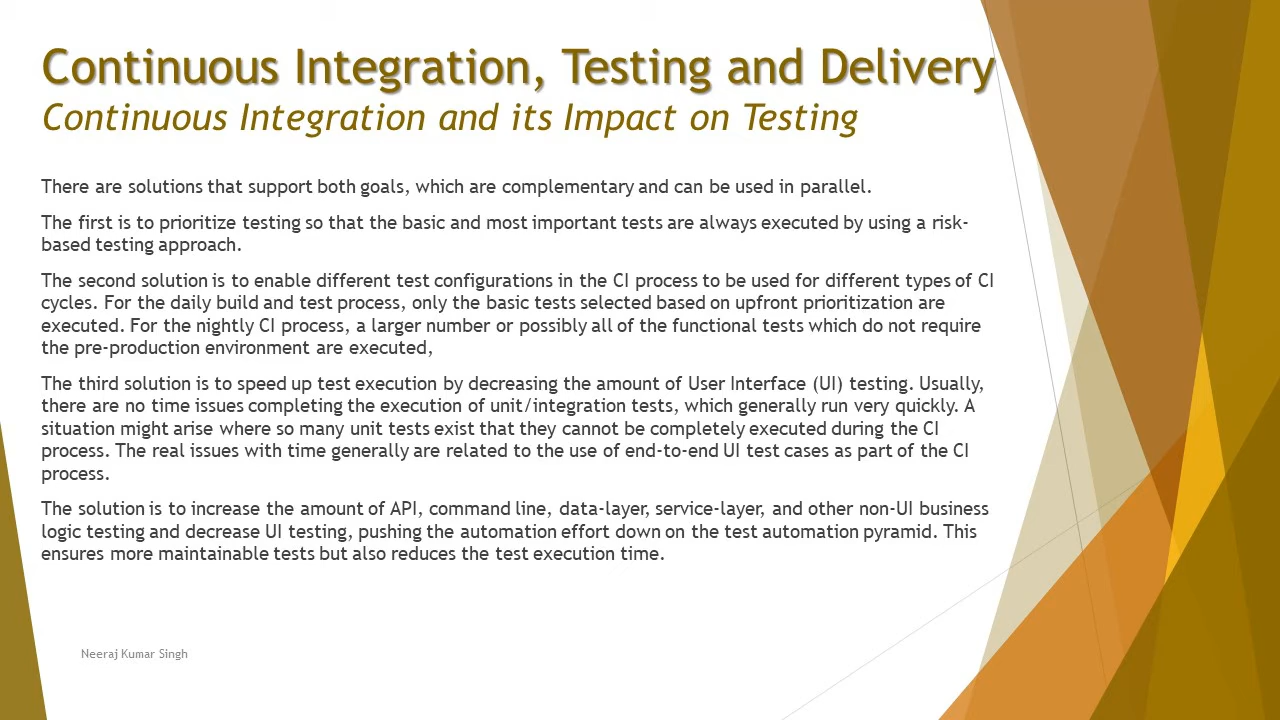 Continuous Integration, Testing and Delivery
Continuous Integration and its Impact on Testing
There are solutions that support both goals, which are complementary and can be used in parallel.
The first is to prioritize testing so that the basic and most important tests are always executed by using a risk-
based testing approach.
The second solution is to enable different test configurations in the CI process to be used for different types of CI
cycles. For the daily build and test process, only the basic tests selected based on upfront prioritization are
executed. For the nightly CI process, a larger number or possibly all of the functional tests which do not require
the pre-production environment are executed,
The third solution is to speed up test execution by decreasing the amount of User Interface (UI) testing. Usually,
there are no time issues completing the execution of unit/integration tests, which generally run very quickly. A
situation might arise where so many unit tests exist that they cannot be completely executed during the CI
process. The real issues with time generally are related to the use of end-to-end UI test cases as part of the CI
process.
The solution is to increase the amount of API, command line, data-layer, service-layer, and other non-UI business
logic testing and decrease UI testing, pushing the automation effort down on the test automation pyramid. This
ensures more maintainable tests but also reduces the test execution time.
Neeraj Kumar Singh